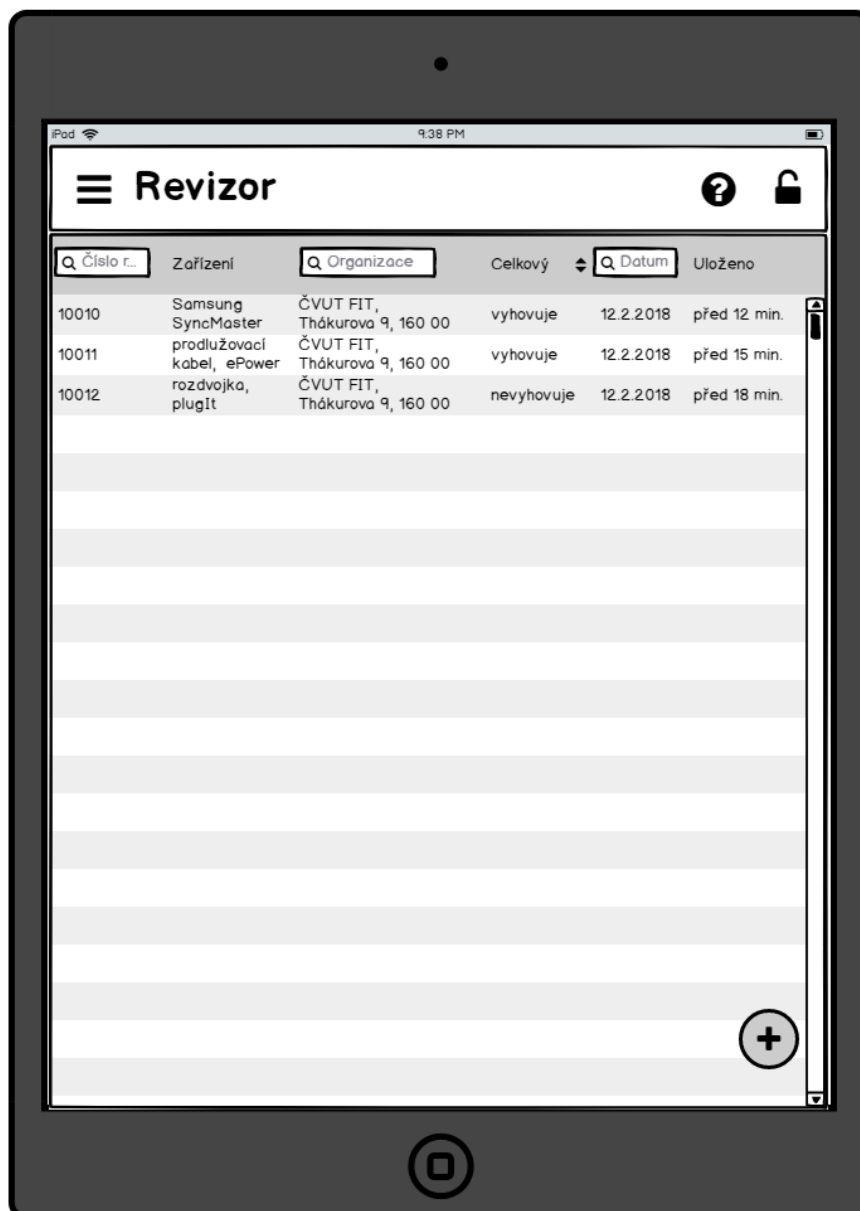 iPad 9:38 PM
Revizor
Číslo r... Zařízení Organizace Celkový Datum Uloženo
10010 Samsung SyncMaster ČVUT FIT, Thákurova 9, 160 00 vyhovuje 12.2.2018 před 12 min.
10011 prodlužovací kabel, ePower ČVUT FIT, Thákurova 9, 160 00 vyhovuje 12.2.2018 před 15 min.
10012 rozdvojka, plugIt ČVUT FIT, Thákurova 9, 160 00 nevyhovuje 12.2.2018 před 18 min.